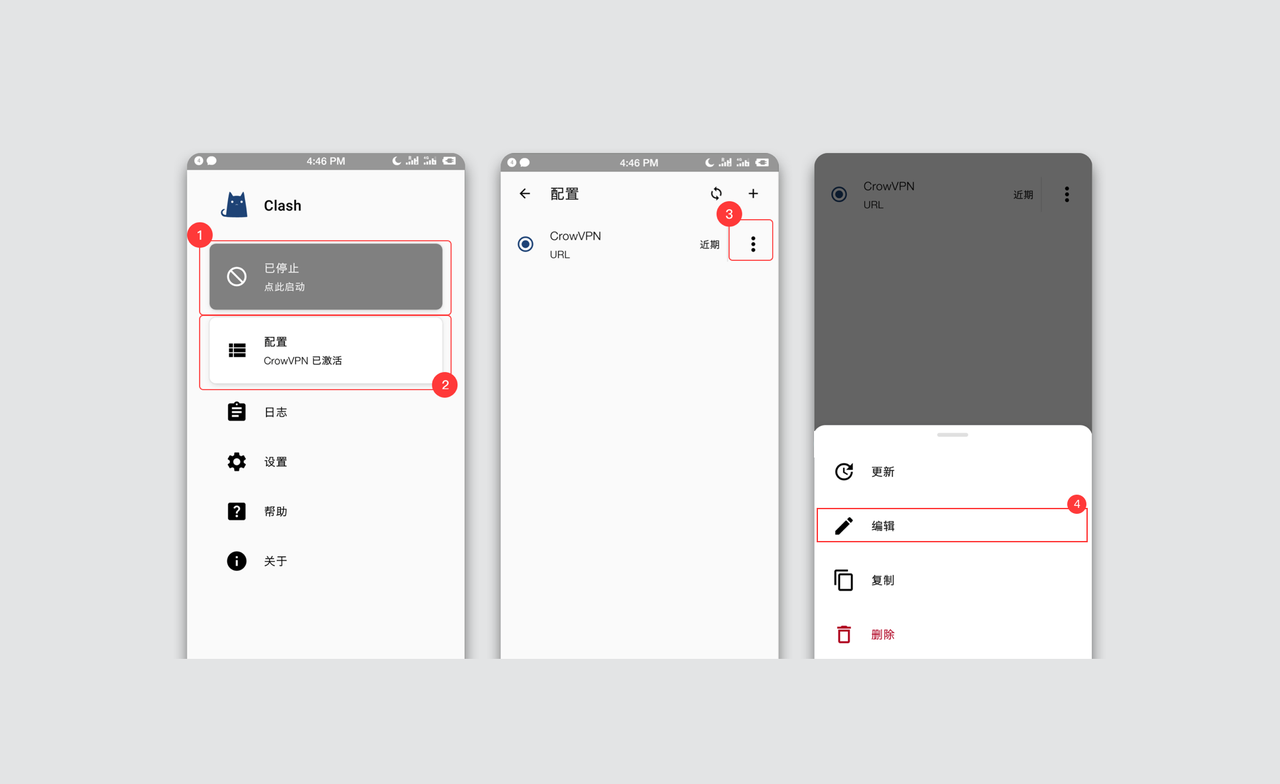 4:46 PM
Clash
1
已停止
点此启动
配置
CrowVPN 已激活
2
日志
设置
帮助
关于
4:46 PM
配置
3
CrowVPN
URL
近期
CrowVPN
URL
近期
更新
4
编辑
复制
删除